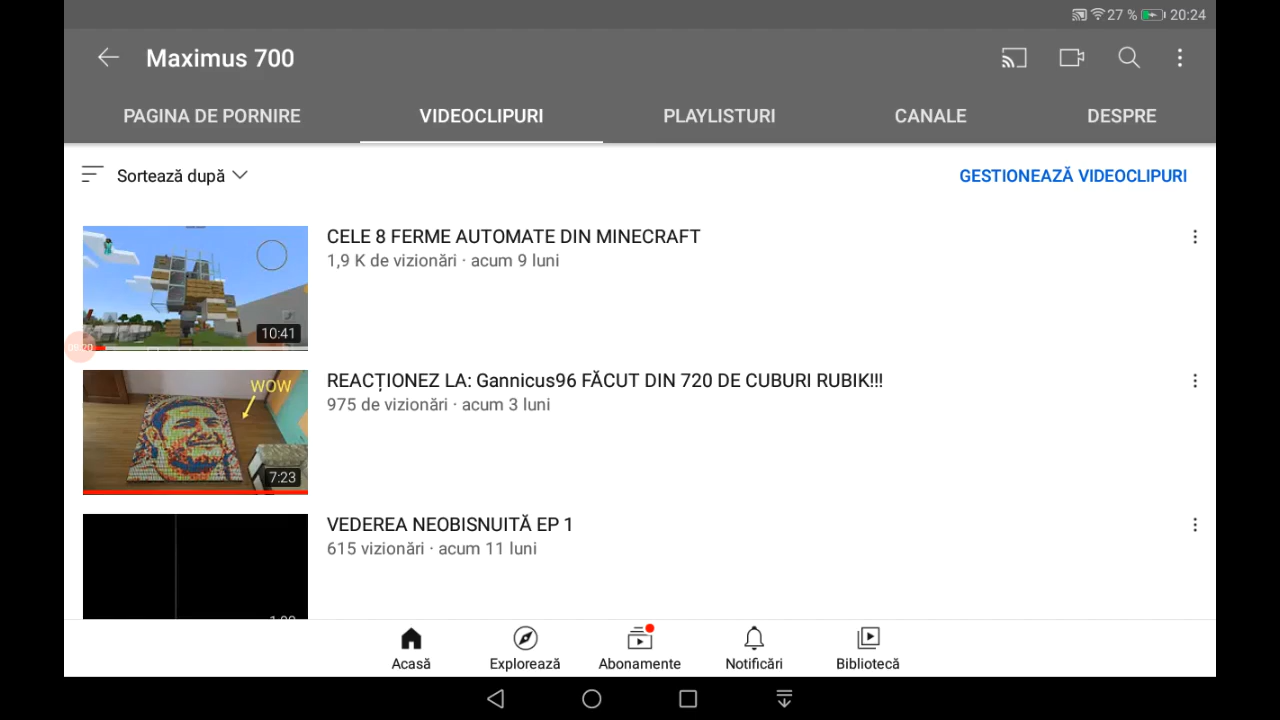 27 % 20:24
Maximus 700
PAGINA DE PORNIRE VIDEOCLIPURI PLAYLISTURI CANALE DESPRE
Sortează după GESTIONEAZĂ VIDEOCLIPURI
CELE 8 FERME AUTOMATE DIN MINECRAFT
1,9 K de vizionări · acum 9 luni
10:41
REACȚIONEZ LA: Gannicus96 FĂCUT DIN 720 DE CUBURI RUBIK!!!
975 de vizionări · acum 3 luni
WOW
7:23
VEDEREA NEOBISNUITĂ EP 1
615 vizionări · acum 11 luni
Acasă Explorează Abonamente Notificări Bibliotecă